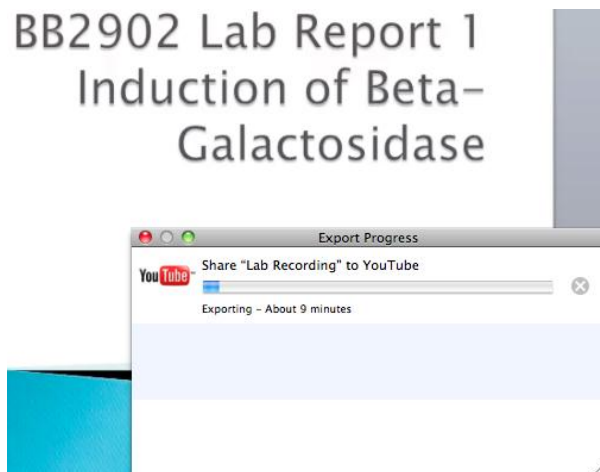 BB2902 Lab Report 1
Induction of Beta-
Galactosidase
Export Progress
YouTube
Share "Lab Recording" to YouTube
Exporting - About 9 minutes